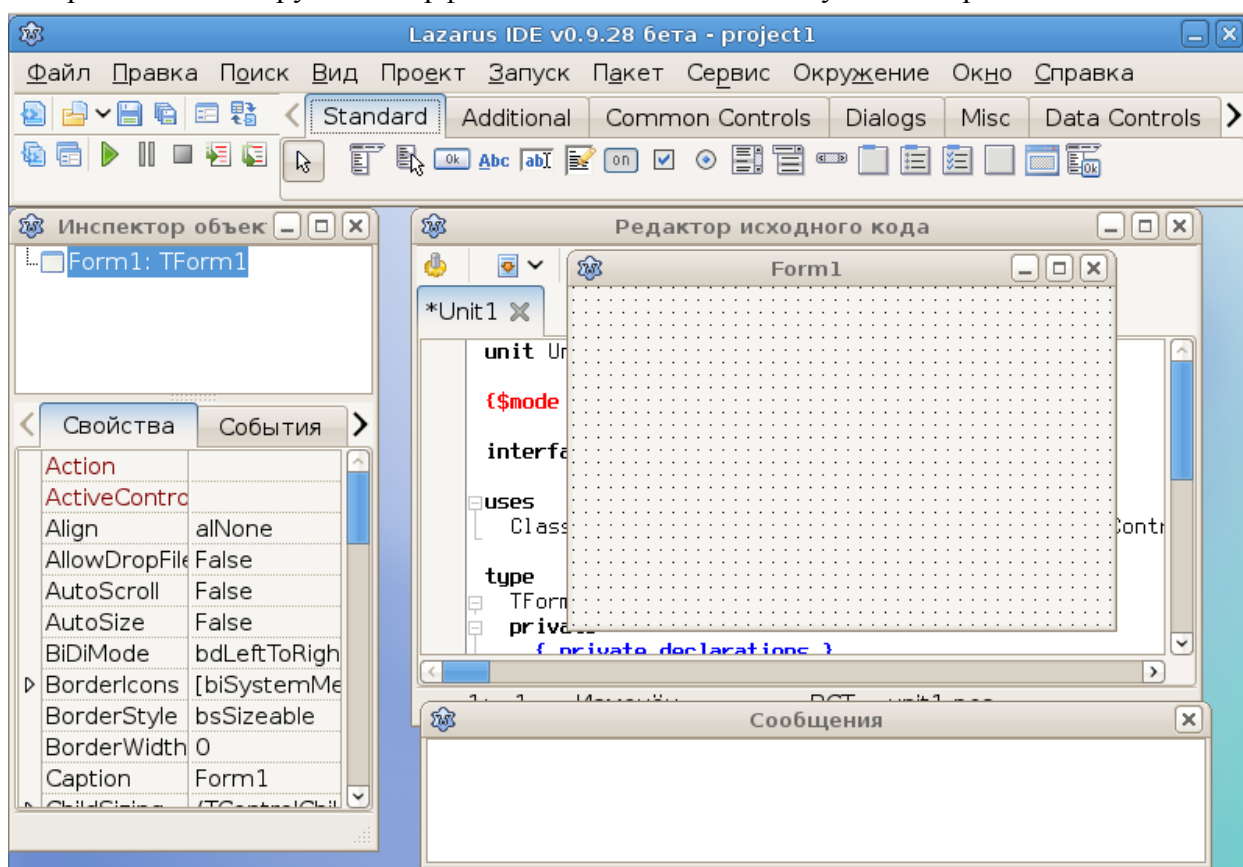 Lazarus IDE v0.9.28 бета - project1
Файл Правка Поиск Вид Проект Запуск Пакет Сервис Окружение Окно Справка
Standard Additional Common Controls Dialogs Misc Data Controls
Ok Abc abI on Ok
Инспектор объек
Form1: TForm1
Свойства События
Action
ActiveContro
Align alNone
AllowDropFile False
AutoScroll False
AutoSize False
BiDiMode bdLeftToRigh
BorderIcons [biSystemMe
BorderStyle bsSizeable
BorderWidth 0
Caption Form1
Редактор исходного кода
Form1
*Unit1
unit Un
{$mode
interfa
uses
Class Contr
type
TForm
private
{ private declarations }
Сообщения